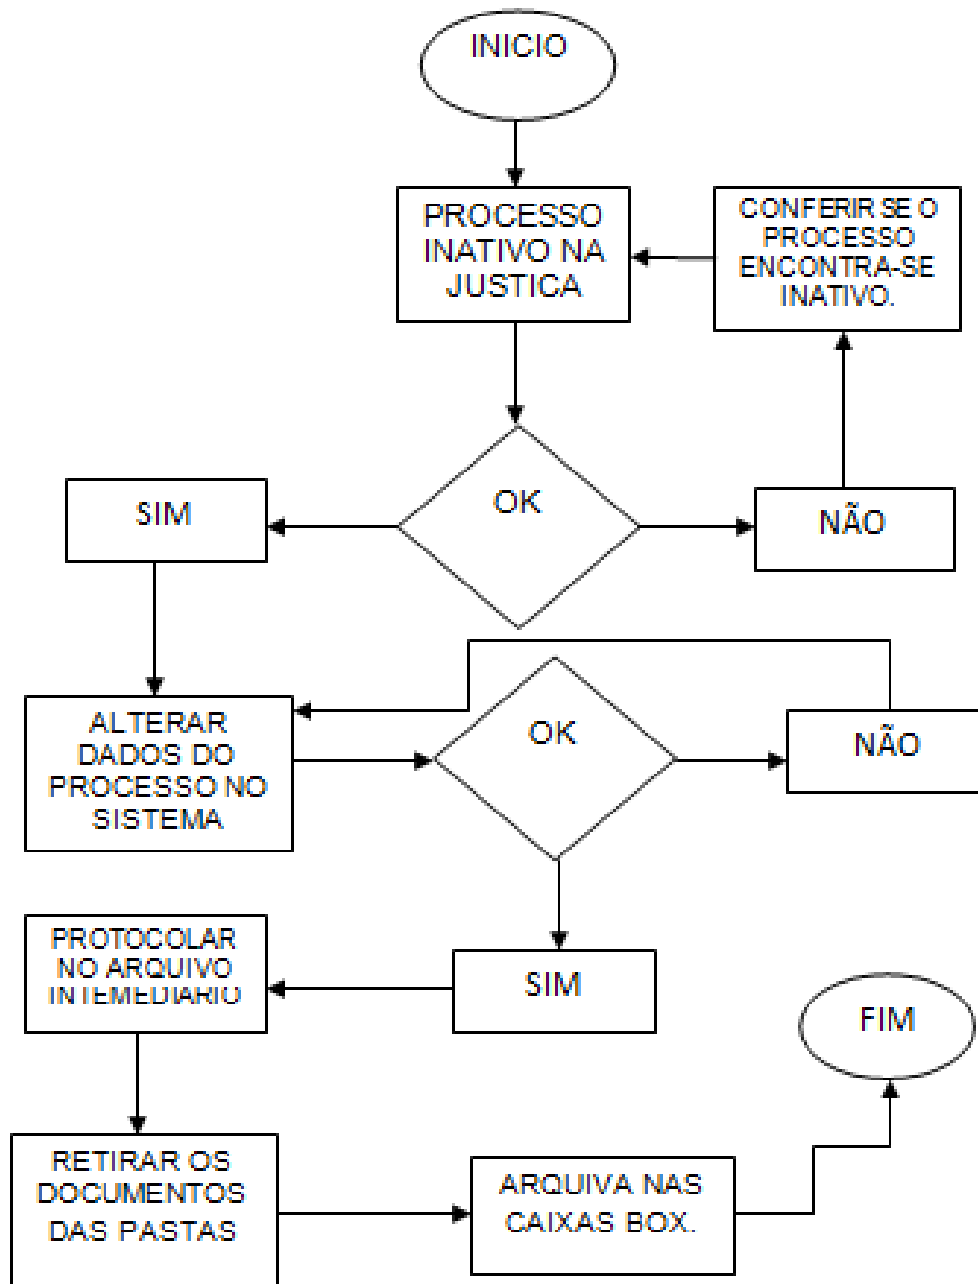 INICIO
PROCESSO
INATIVO NA
JUSTICA
CONFERIR SE O
PROCESSO
ENCONTRA-SE
INATIVO.
OK
SIM
NÃO
ALTERAR
DADOS DO
PROCESSO NO
SISTEMA
OK
NÃO
SIM
PROTOCOLAR
NO ARQUIVO
INTEMEDIARIO
FIM
RETIRAR OS
DOCUMENTOS
DAS PASTAS
ARQUIVA NAS
CAIXAS BOX.